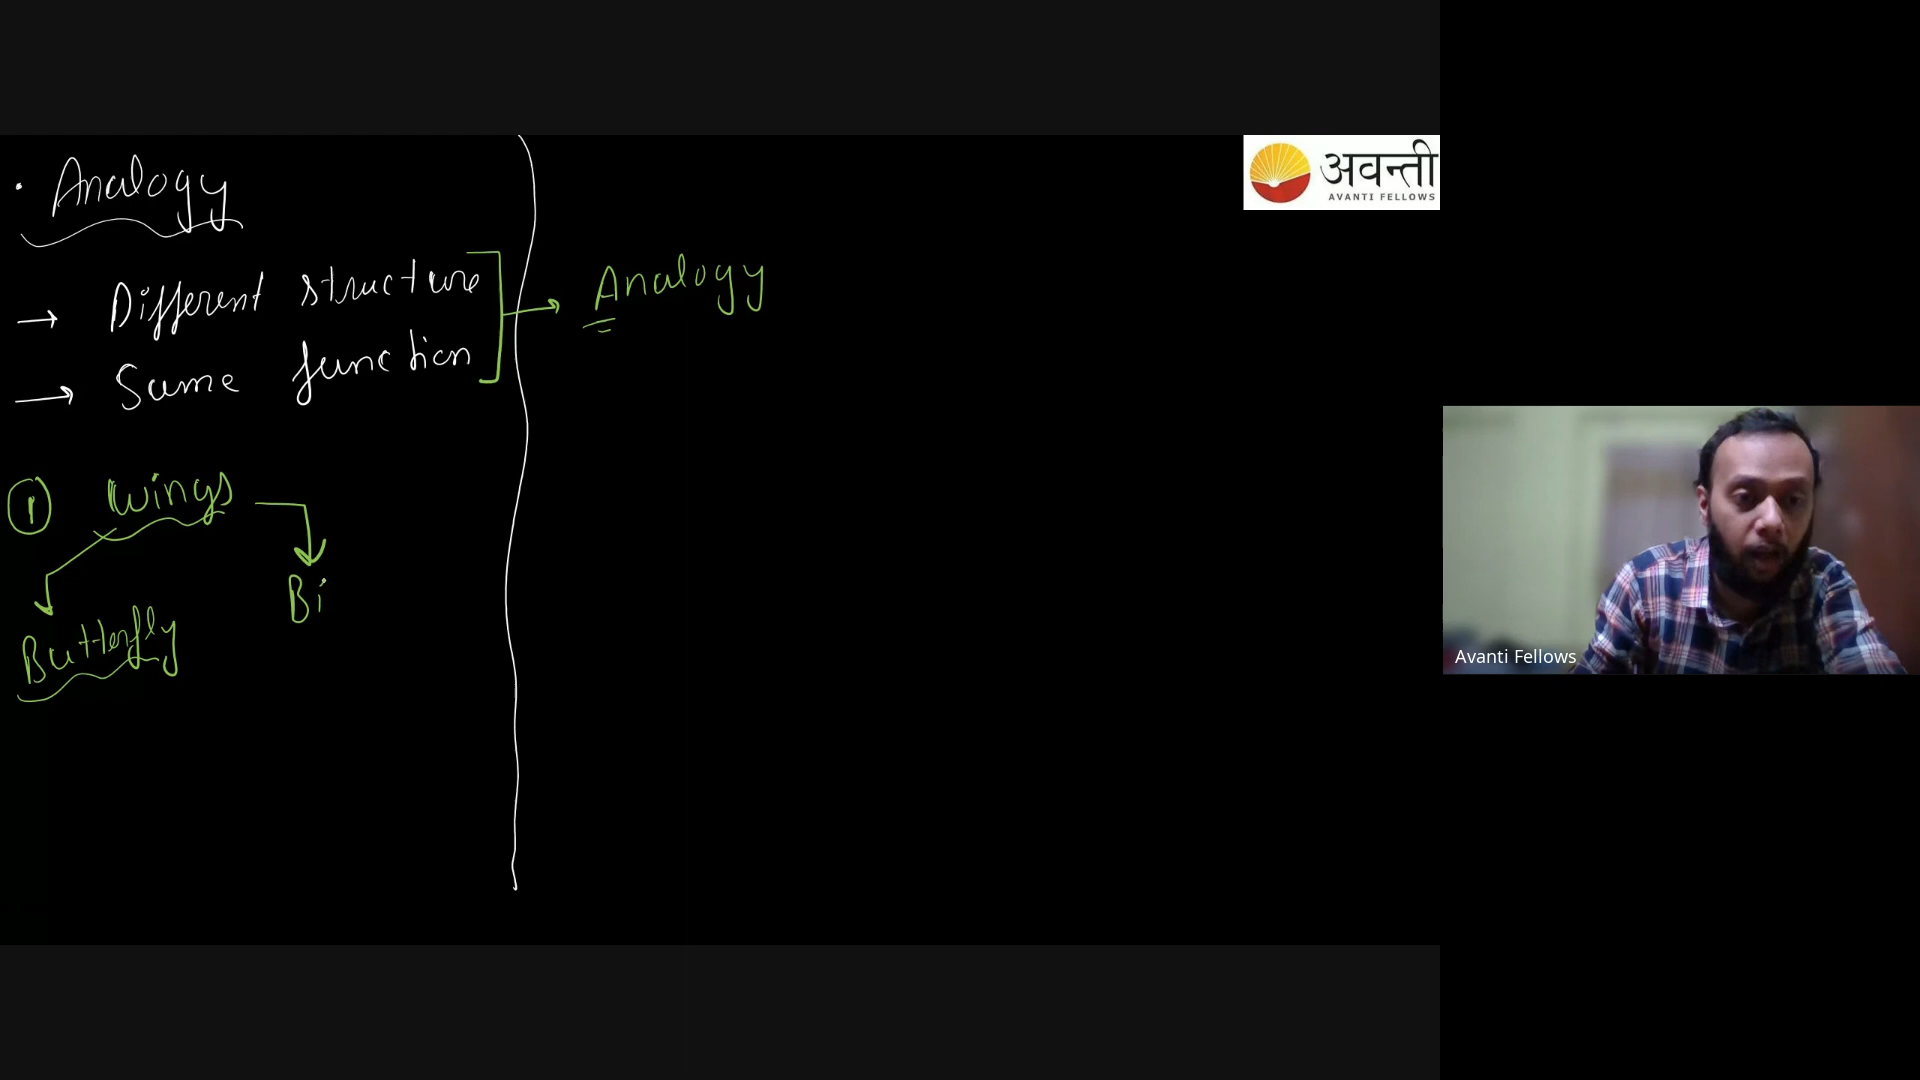 · Analogy
→ Different structure
→ Same function
→ Analogy
① Wings
Butterfly
Bi
अवन्ती
AVANTI FELLOWS
Avanti Fellows